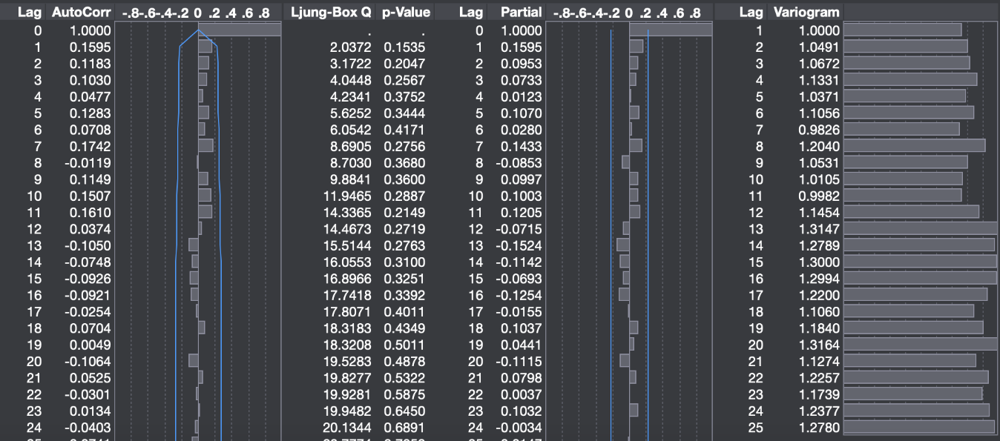 Lag AutoCorr -.8-.6-.4-.2 0 .2 .4 .6 .8 Ljung-Box Q p-Value Lag Partial -.8-.6-.4-.2 0 .2 .4 .6 .8 Lag Variogram
0 1.0000 . . 0 1.0000 1 1.0000
1 0.1595 2.0372 0.1535 1 0.1595 2 1.0491
2 0.1183 3.1722 0.2047 2 0.0953 3 1.0672
3 0.1030 4.0448 0.2567 3 0.0733 4 1.1331
4 0.0477 4.2341 0.3752 4 0.0123 5 1.0371
5 0.1283 5.6252 0.3444 5 0.1070 6 1.1056
6 0.0708 6.0542 0.4171 6 0.0280 7 0.9826
7 0.1742 8.6905 0.2756 7 0.1433 8 1.2040
8 -0.0119 8.7030 0.3680 8 -0.0853 9 1.0531
9 0.1149 9.8841 0.3600 9 0.0997 10 1.0105
10 0.1507 11.9465 0.2887 10 0.1003 11 0.9982
11 0.1610 14.3365 0.2149 11 0.1205 12 1.1454
12 0.0374 14.4673 0.2719 12 -0.0715 13 1.3147
13 -0.1050 15.5144 0.2763 13 -0.1524 14 1.2789
14 -0.0748 16.0553 0.3100 14 -0.1142 15 1.3000
15 -0.0926 16.8966 0.3251 15 -0.0693 16 1.2994
16 -0.0921 17.7418 0.3392 16 -0.1254 17 1.2200
17 -0.0254 17.8071 0.4011 17 -0.0155 18 1.1060
18 0.0704 18.3183 0.4349 18 0.1037 19 1.1840
19 0.0049 18.3208 0.5011 19 0.0441 20 1.3164
20 -0.1064 19.5283 0.4878 20 -0.1115 21 1.1274
21 0.0525 19.8277 0.5322 21 0.0798 22 1.2257
22 -0.0301 19.9281 0.5875 22 0.0037 23 1.1739
23 0.0134 19.9482 0.6450 23 0.1032 24 1.2377
24 -0.0403 20.1344 0.6891 24 -0.0034 25 1.2780